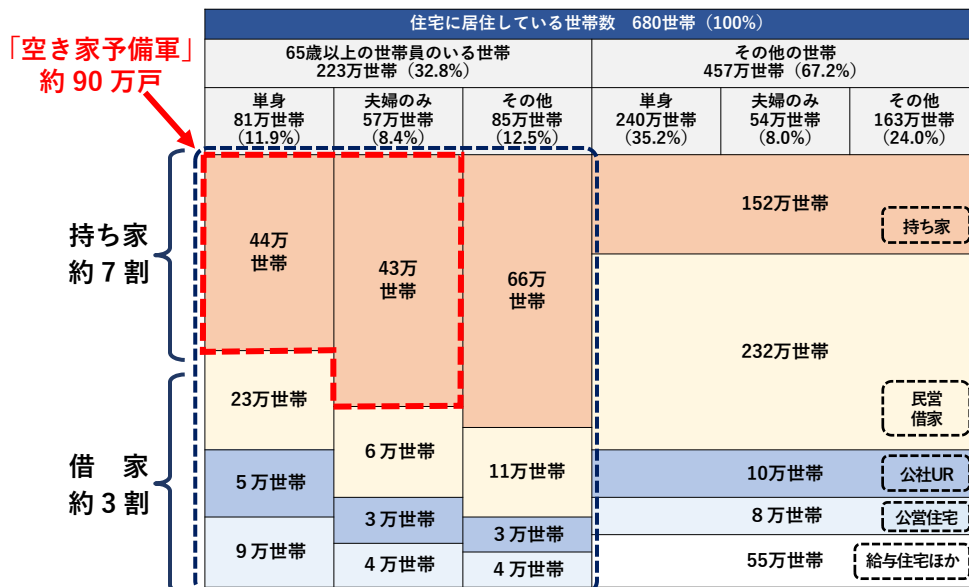 住宅に居住している世帯数 680世帯(100%)
「空き家予備軍」
約 90 万戸
65歳以上の世帯員のいる世帯
223万世帯(32.8%)
その他の世帯
457万世帯(67.2%)
単身
81万世帯
(11.9%)
夫婦のみ
57万世帯
(8.4%)
その他
85万世帯
(12.5%)
単身
240万世帯
(35.2%)
夫婦のみ
54万世帯
(8.0%)
その他
163万世帯
(24.0%)
持ち家
約 7 割
44万
世帯
43万
世帯
66万
世帯
152万世帯
持ち家
232万世帯
民営
借家
借 家
約 3 割
23万世帯
6 万世帯
11万世帯
5 万世帯
3 万世帯
3 万世帯
10万世帯
公社UR
9万世帯
4 万世帯
4 万世帯
8 万世帯
公営住宅
55万世帯
給与住宅ほか